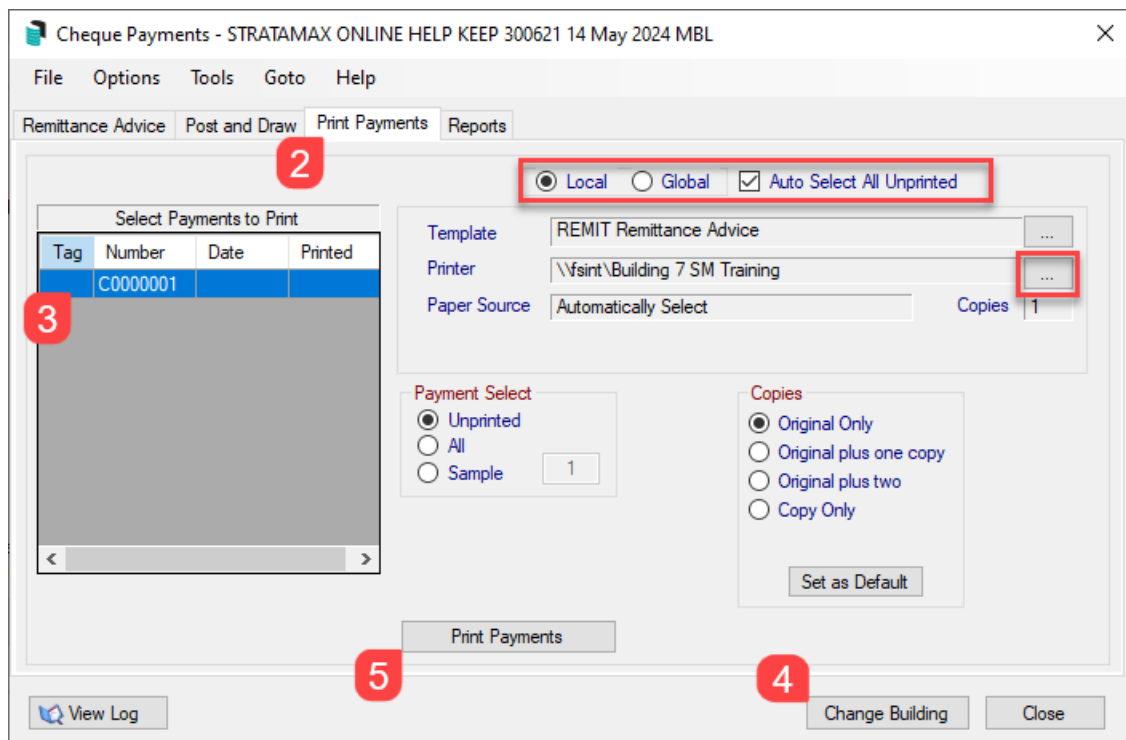 Cheque Payments - STRATAMAX ONLINE HELP KEEP 300621 14 May 2024 MBL
File Options Tools Goto Help
Remittance Advice Post and Draw Print Payments Reports
2
Local Global Auto Select All Unprinted
Select Payments to Print
Tag Number Date Printed
C0000001
3
Template REMIT Remittance Advice ...
Printer \\fsint\Building 7 SM Training ...
Paper Source Automatically Select Copies 1
Payment Select
Unprinted
All
Sample 1
Copies
Original Only
Original plus one copy
Original plus two
Copy Only
Set as Default
Print Payments
5
4
View Log Change Building Close